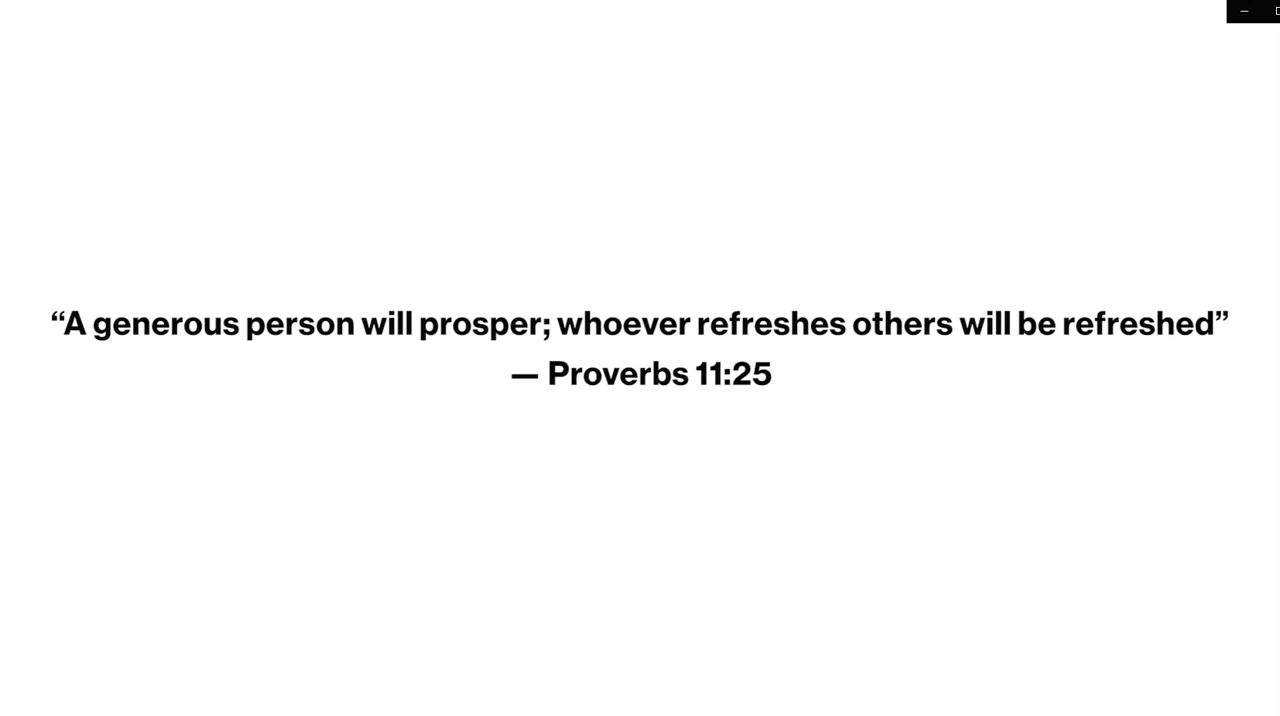 “A generous person will prosper; whoever refreshes others will be refreshed”
— Proverbs 11:25